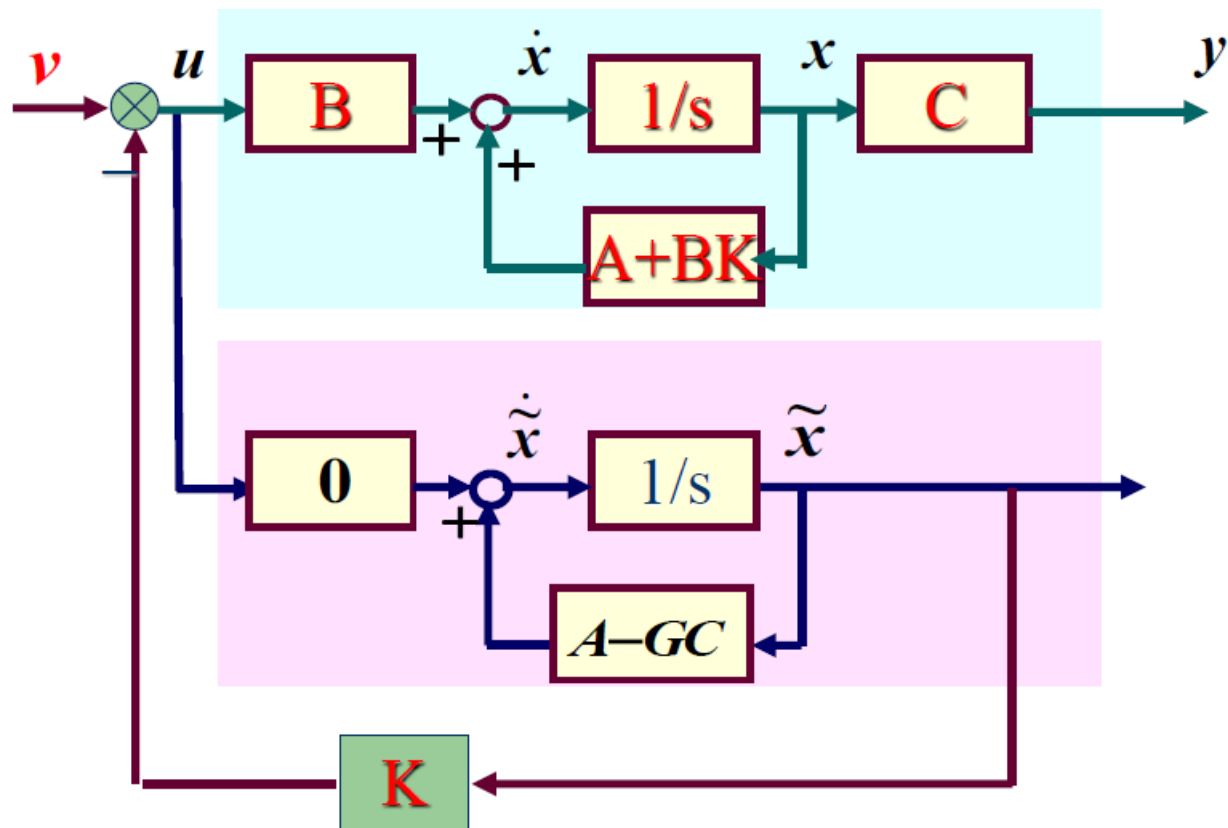 v u B ẋ 1/s x C y
− + +
A+BK
0 x̃̇ 1/s x̃
+
A−GC
K